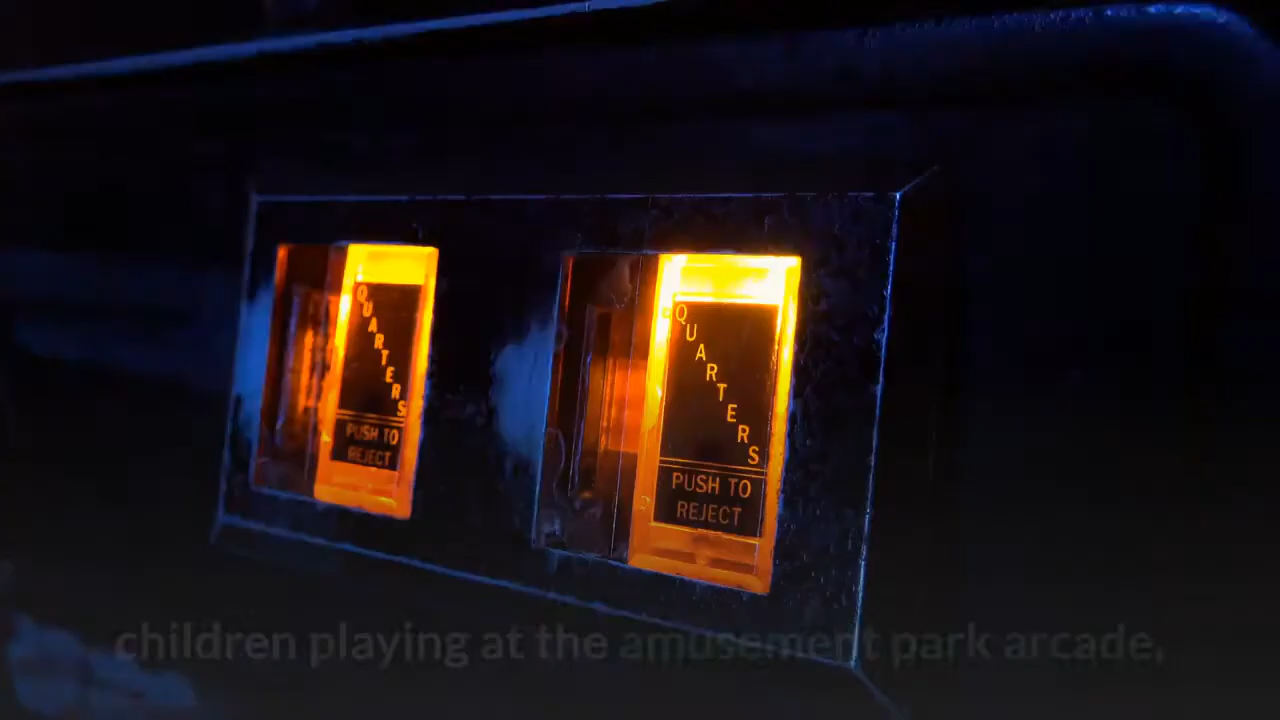 QUARTERS
PUSH TO
REJECT
QUARTERS
PUSH TO
REJECT
children playing at the amusement park arcade,